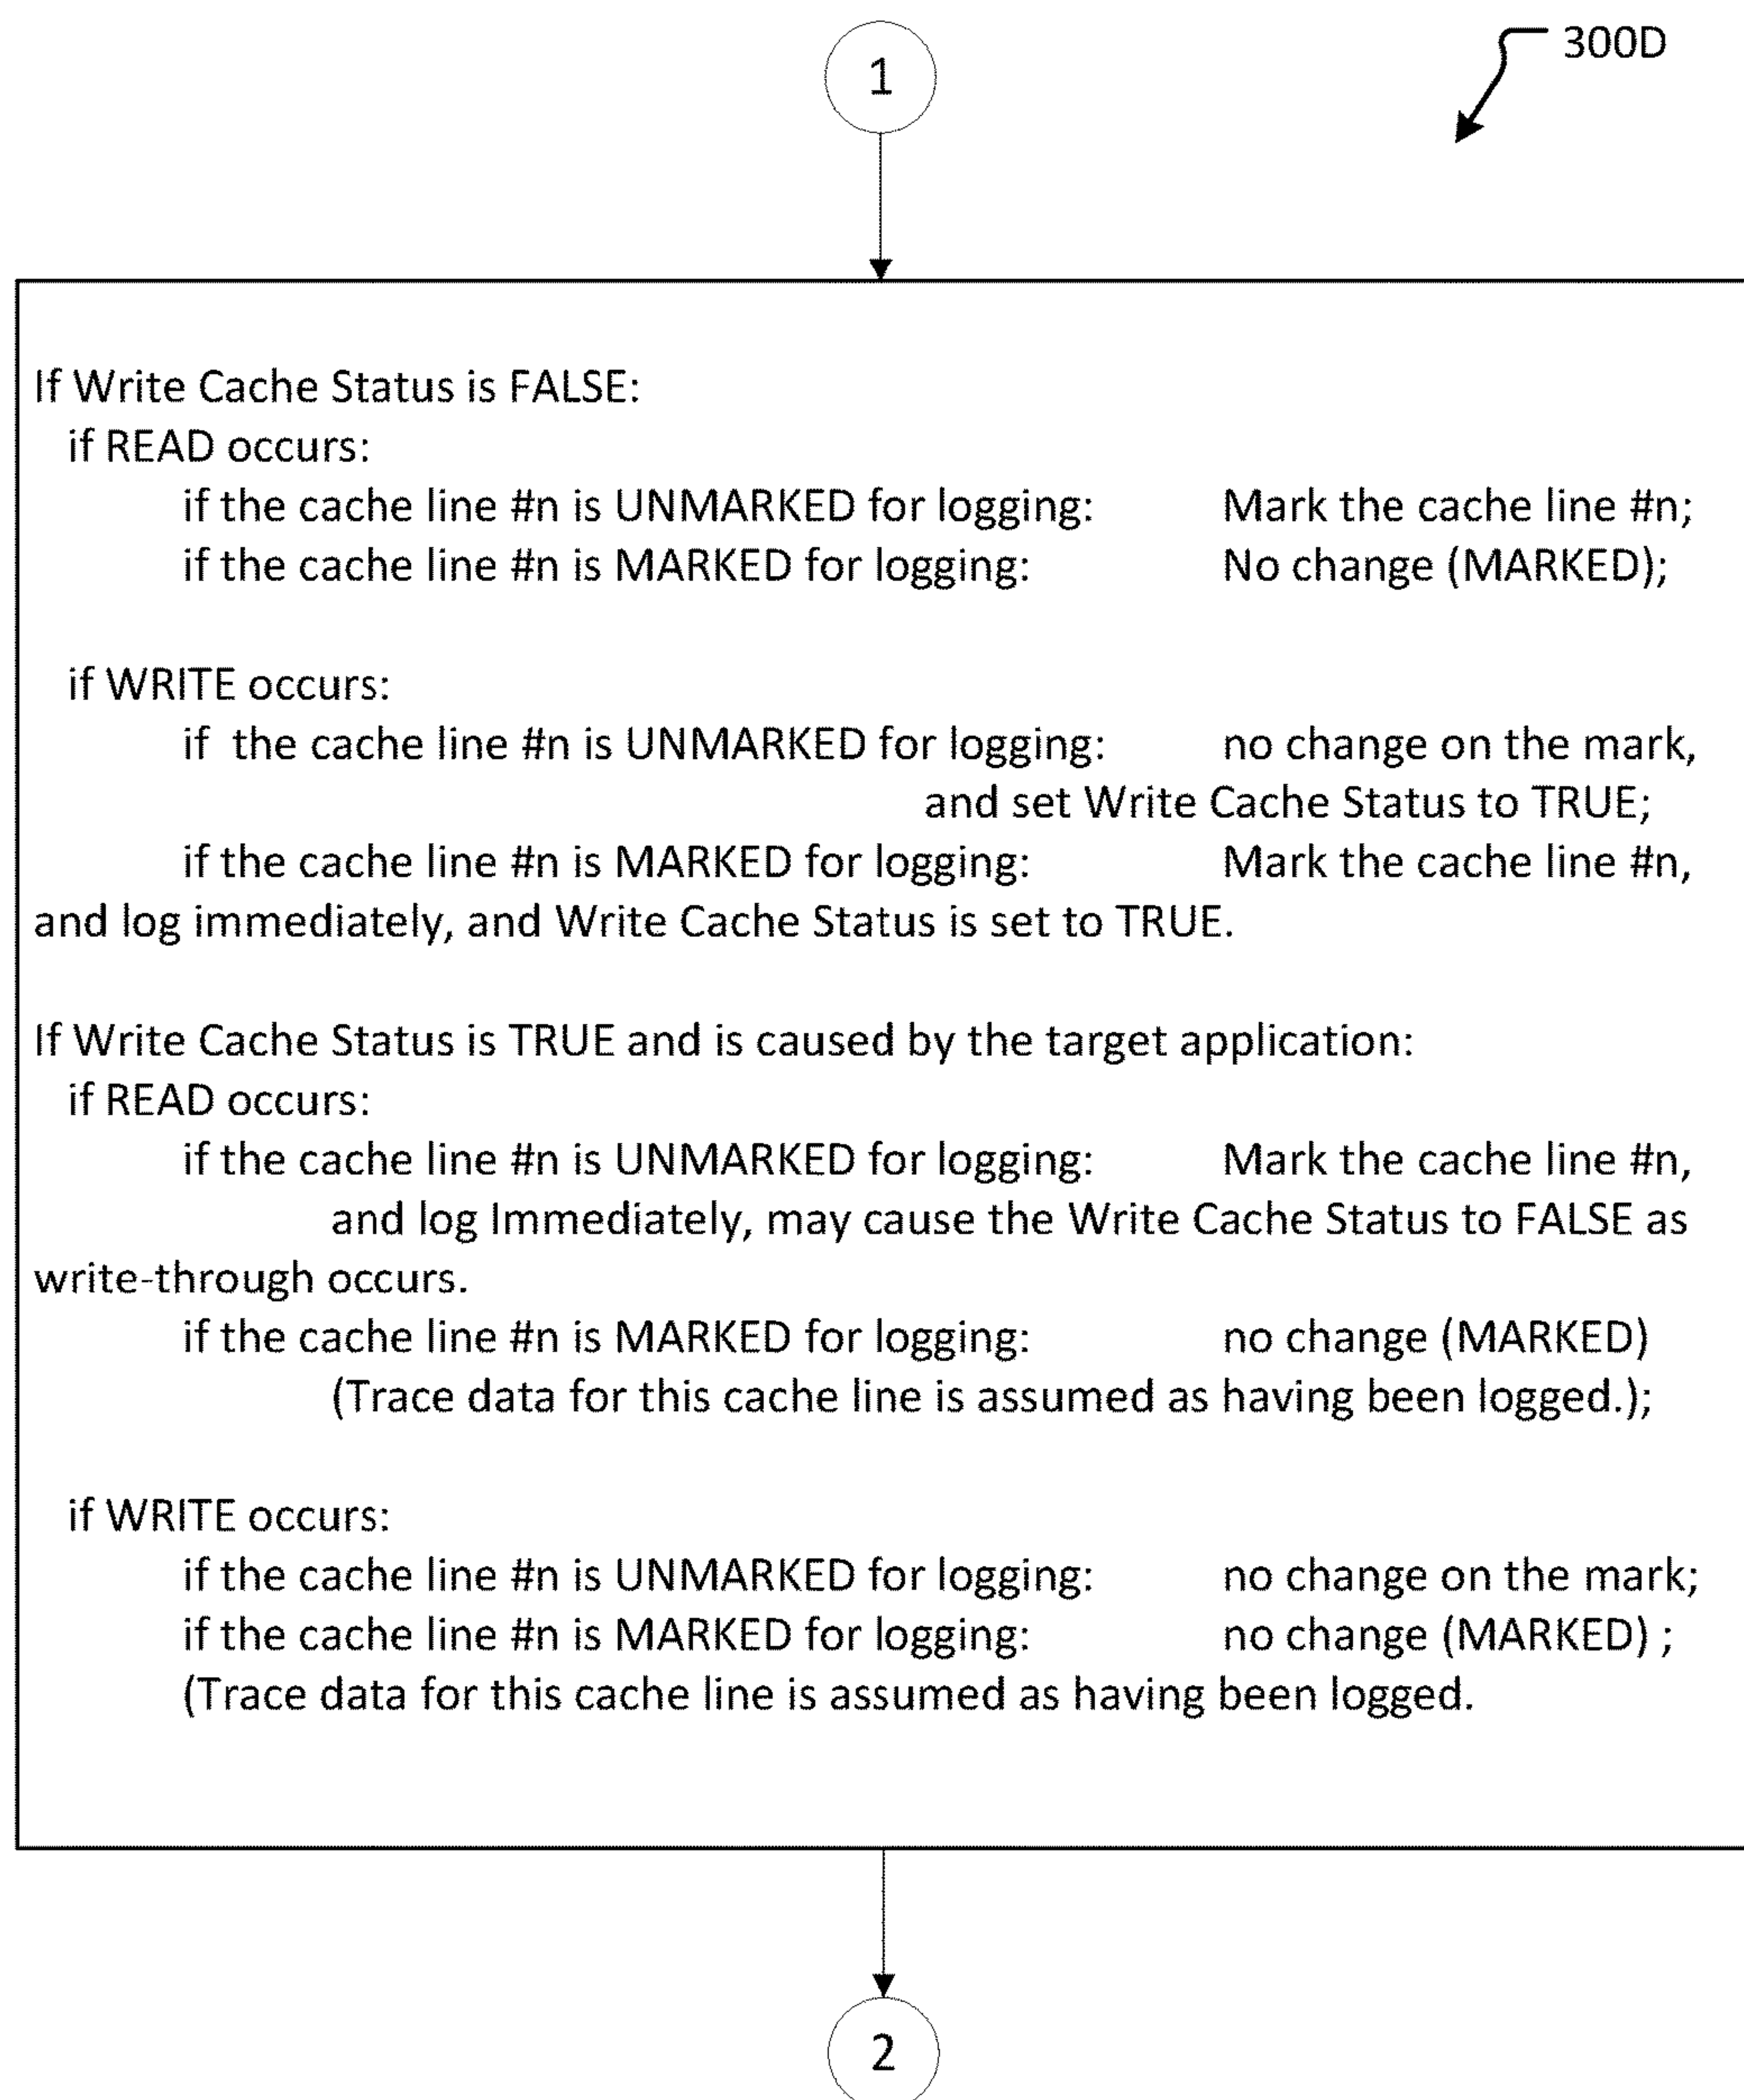 300D
1
If Write Cache Status is FALSE:
if READ occurs:
if the cache line #n is UNMARKED for logging: Mark the cache line #n;
if the cache line #n is MARKED for logging: No change (MARKED);
if WRITE occurs:
if the cache line #n is UNMARKED for logging: no change on the mark,
and set Write Cache Status to TRUE;
if the cache line #n is MARKED for logging: Mark the cache line #n,
and log immediately, and Write Cache Status is set to TRUE.
If Write Cache Status is TRUE and is caused by the target application:
if READ occurs:
if the cache line #n is UNMARKED for logging: Mark the cache line #n,
and log Immediately, may cause the Write Cache Status to FALSE as
write-through occurs.
if the cache line #n is MARKED for logging: no change (MARKED)
(Trace data for this cache line is assumed as having been logged.);
if WRITE occurs:
if the cache line #n is UNMARKED for logging: no change on the mark;
if the cache line #n is MARKED for logging: no change (MARKED) ;
(Trace data for this cache line is assumed as having been logged.
2